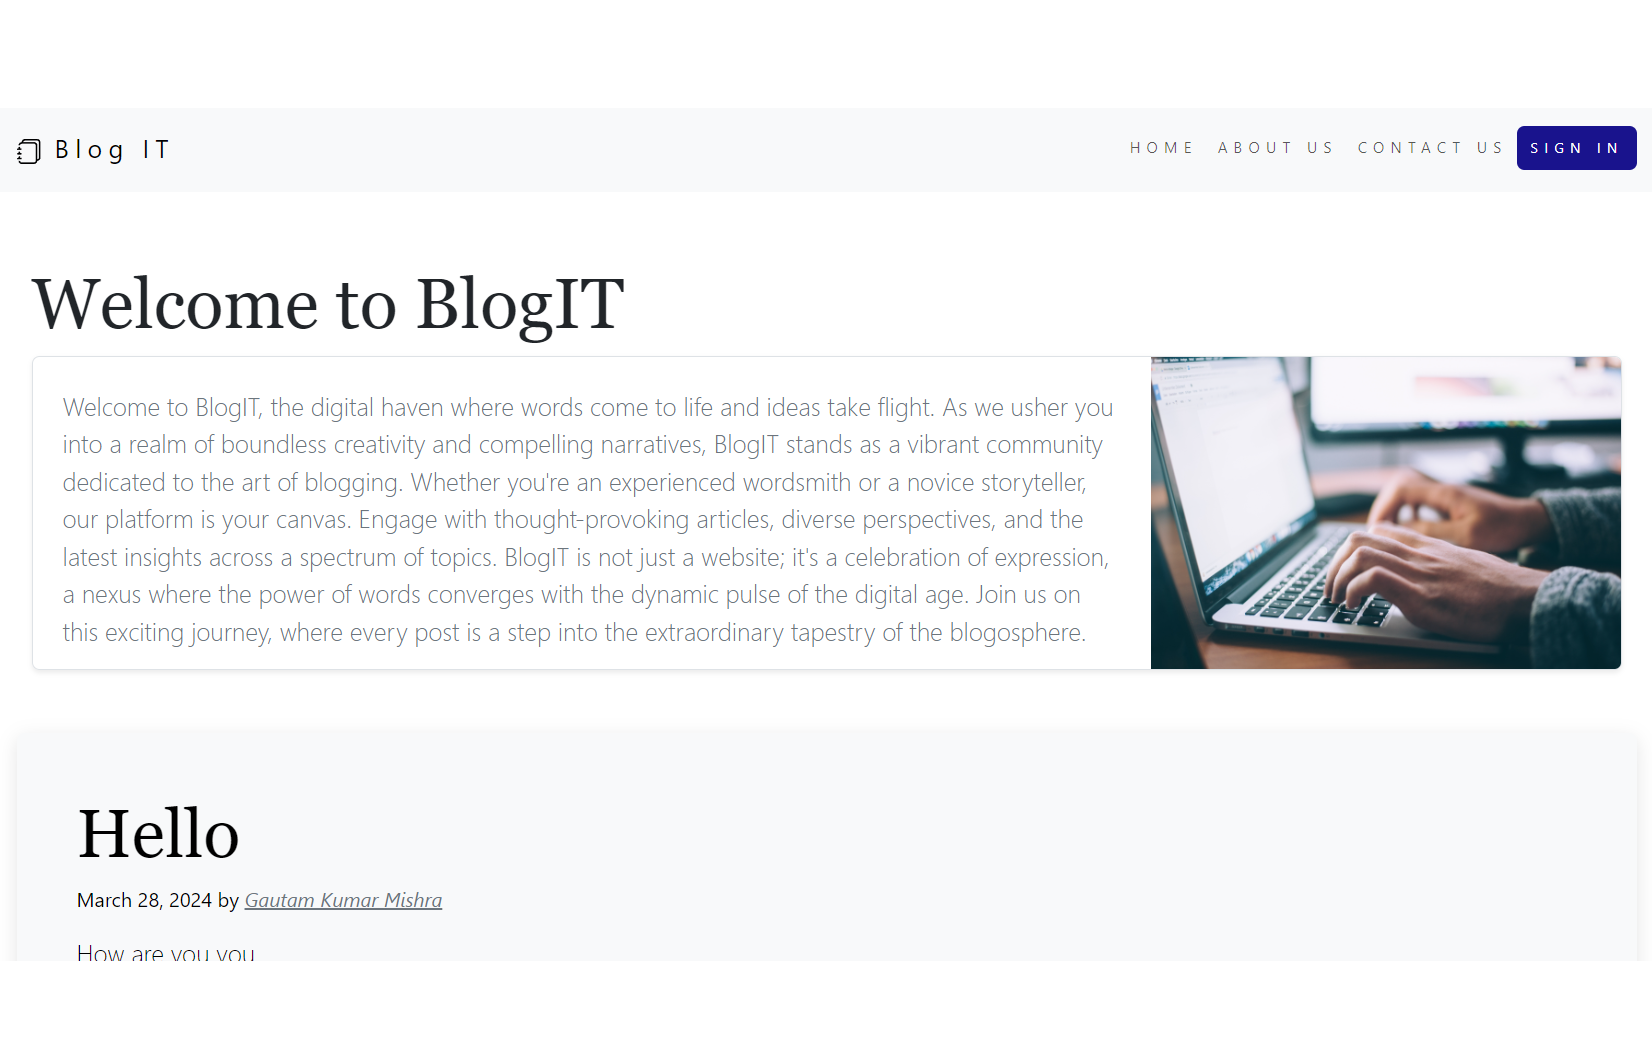 Blog IT
HOME ABOUT US CONTACT US SIGN IN
Welcome to BlogIT
Welcome to BlogIT, the digital haven where words come to life and ideas take flight. As we usher you
into a realm of boundless creativity and compelling narratives, BlogIT stands as a vibrant community
dedicated to the art of blogging. Whether you're an experienced wordsmith or a novice storyteller,
our platform is your canvas. Engage with thought-provoking articles, diverse perspectives, and the
latest insights across a spectrum of topics. BlogIT is not just a website; it's a celebration of expression,
a nexus where the power of words converges with the dynamic pulse of the digital age. Join us on
this exciting journey, where every post is a step into the extraordinary tapestry of the blogosphere.
Hello
March 28, 2024 by Gautam Kumar Mishra
How are you you